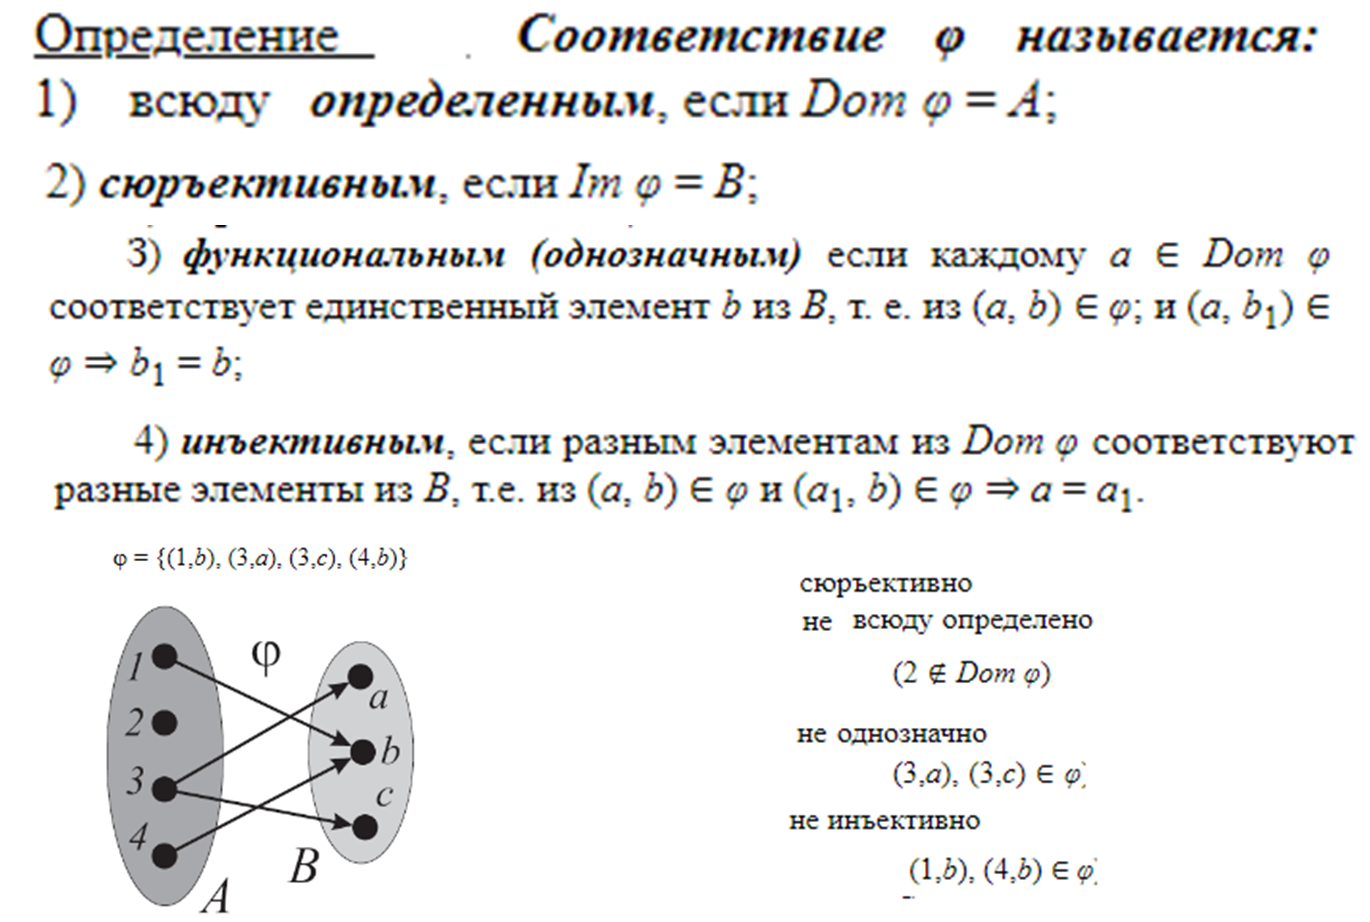 Определение . Соответствие φ называется:
1) всюду определенным, если Dom φ = A;
2) сюръективным, если Im φ = B;
3) функциональным (однозначным) если каждому a ∈ Dom φ
соответствует единственный элемент b из B, т. е. из (a, b) ∈ φ; и (a, b₁) ∈
φ ⇒ b₁ = b;
4) инъективным, если разным элементам из Dom φ соответствуют
разные элементы из B, т.е. из (a, b) ∈ φ и (a₁, b) ∈ φ ⇒ a = a₁.
φ = {(1,b), (3,a), (3,c), (4,b)}
φ
1
2
3
4
A
a
b
c
B
сюръективно
не всюду определено
(2 ∉ Dom φ)
не однозначно
(3,a), (3,c) ∈ φ)
не инъективно
(1,b), (4,b) ∈ φ)